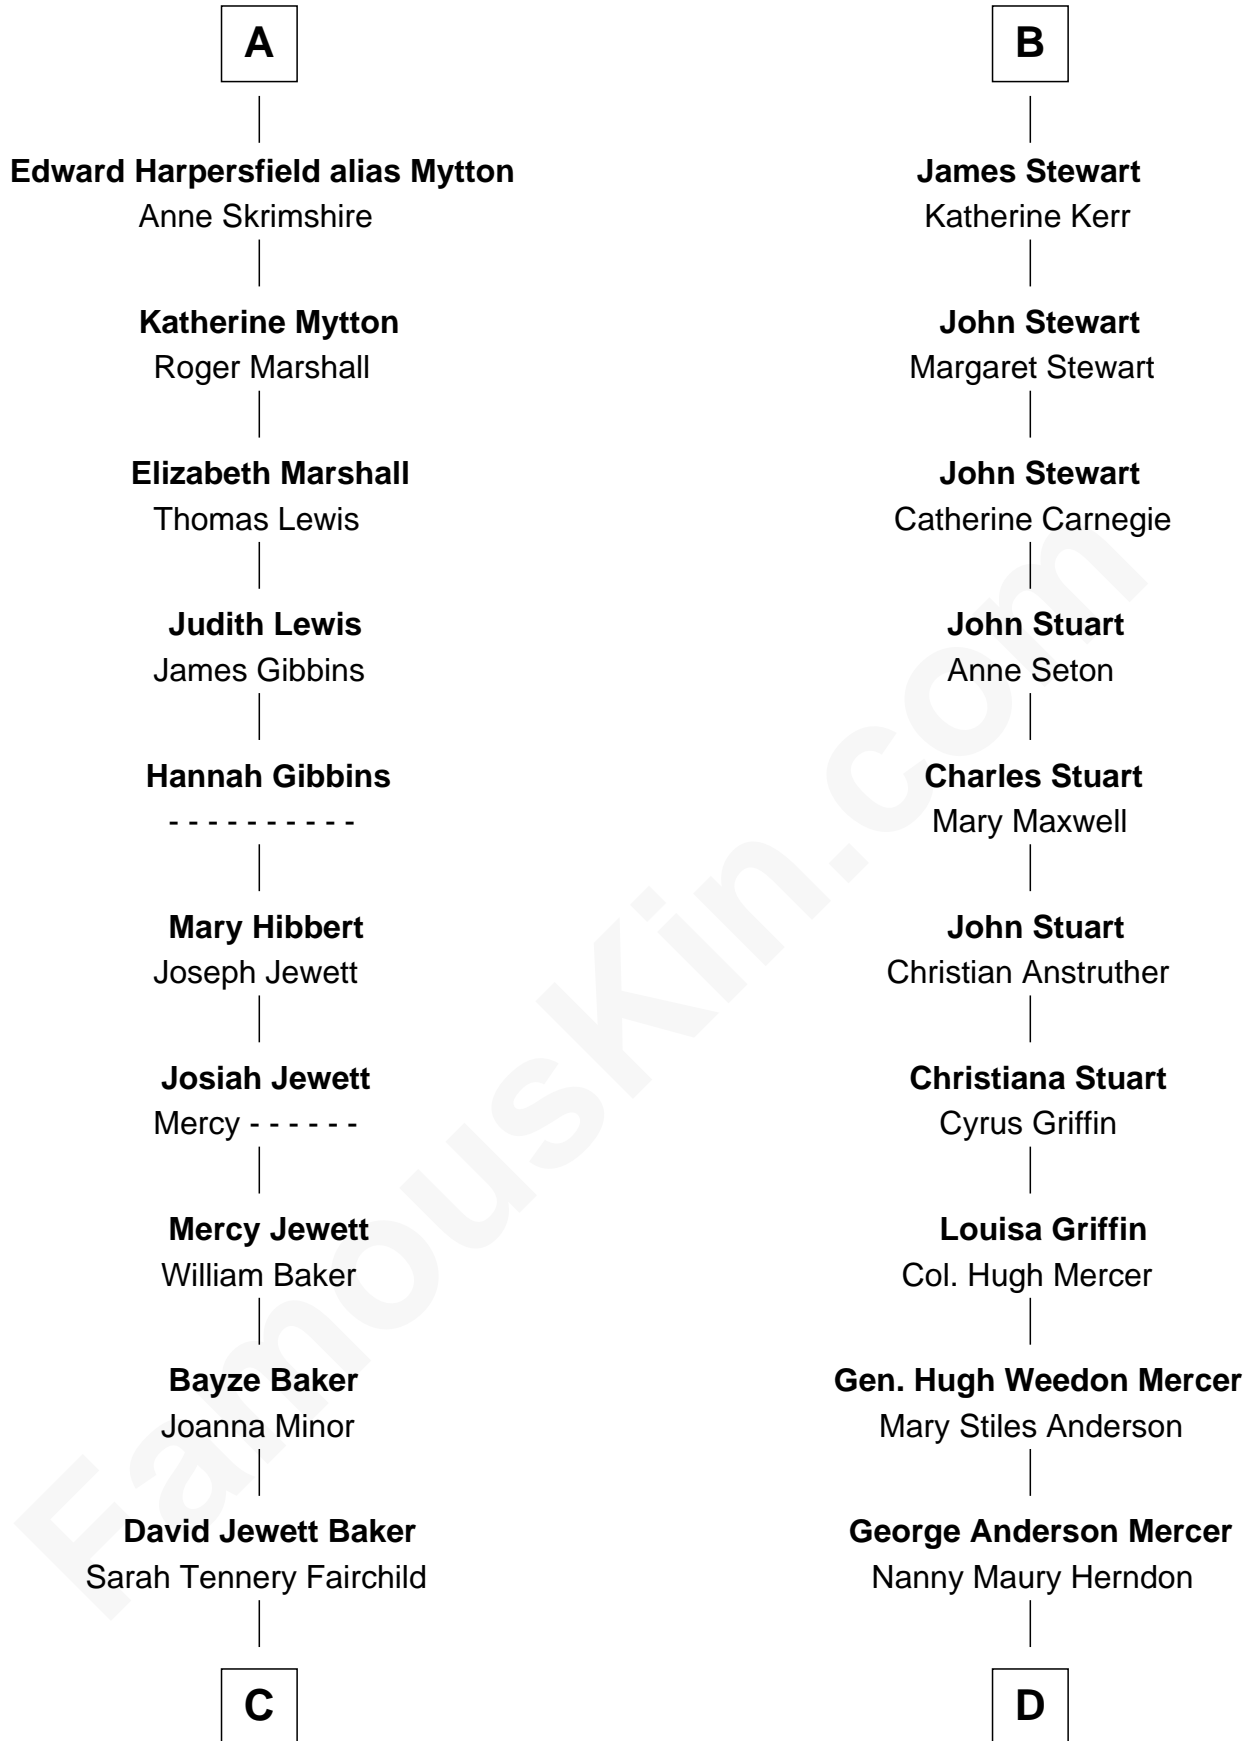 A
Edward Harpersfield alias Mytton
Anne Skrimshire
Katherine Mytton
Roger Marshall
Elizabeth Marshall
Thomas Lewis
Judith Lewis
James Gibbins
Hannah Gibbins
- - - - - - - - - -
Mary Hibbert
Joseph Jewett
Josiah Jewett
Mercy - - - - - -
Mercy Jewett
William Baker
Bayze Baker
Joanna Minor
David Jewett Baker
Sarah Tennery Fairchild
C
B
James Stewart
Katherine Kerr
John Stewart
Margaret Stewart
John Stewart
Catherine Carnegie
John Stuart
Anne Seton
Charles Stuart
Mary Maxwell
John Stuart
Christian Anstruther
Christiana Stuart
Cyrus Griffin
Louisa Griffin
Col. Hugh Mercer
Gen. Hugh Weedon Mercer
Mary Stiles Anderson
George Anderson Mercer
Nanny Maury Herndon
D
FamousKin.com